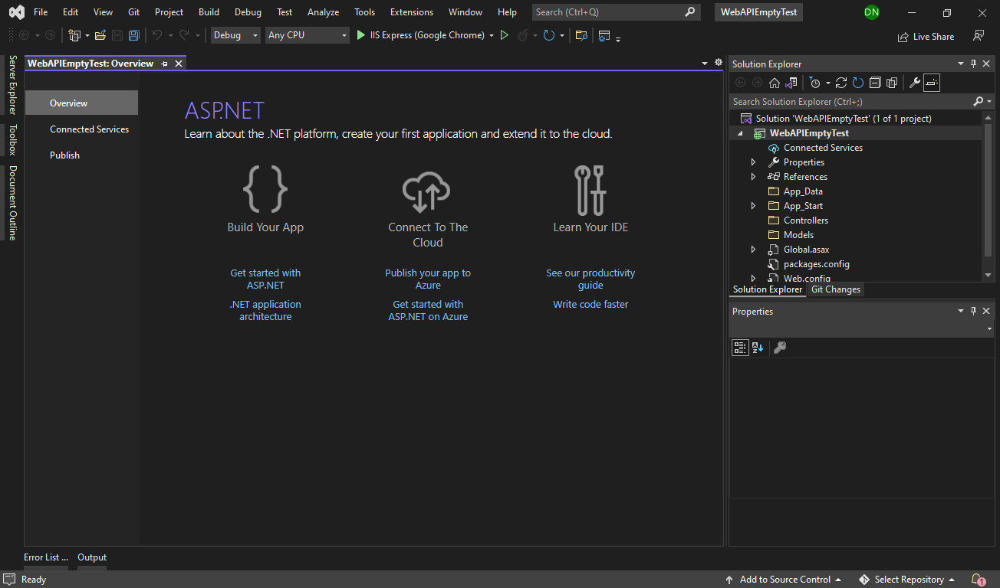 File Edit View Git Project Build Debug Test Analyze Tools Extensions Window Help Search (Ctrl+Q) WebAPIEmptyTest DN
Debug Any CPU IIS Express (Google Chrome) Live Share
Server Explorer
Toolbox
Document Outline
WebAPIEmptyTest: Overview
Overview
Connected Services
Publish
ASP.NET
Learn about the .NET platform, create your first application and extend it to the cloud.
Build Your App
Get started with
ASP.NET
.NET application
architecture
Connect To The
Cloud
Publish your app to
Azure
Get started with
ASP.NET on Azure
Learn Your IDE
See our productivity
guide
Write code faster
Solution Explorer
Search Solution Explorer (Ctrl+;)
Solution 'WebAPIEmptyTest' (1 of 1 project)
WebAPIEmptyTest
Connected Services
Properties
References
App_Data
App_Start
Controllers
Models
Global.asax
packages.config
Web.config
Solution Explorer Git Changes
Properties
Error List ... Output
Ready Add to Source Control Select Repository 1